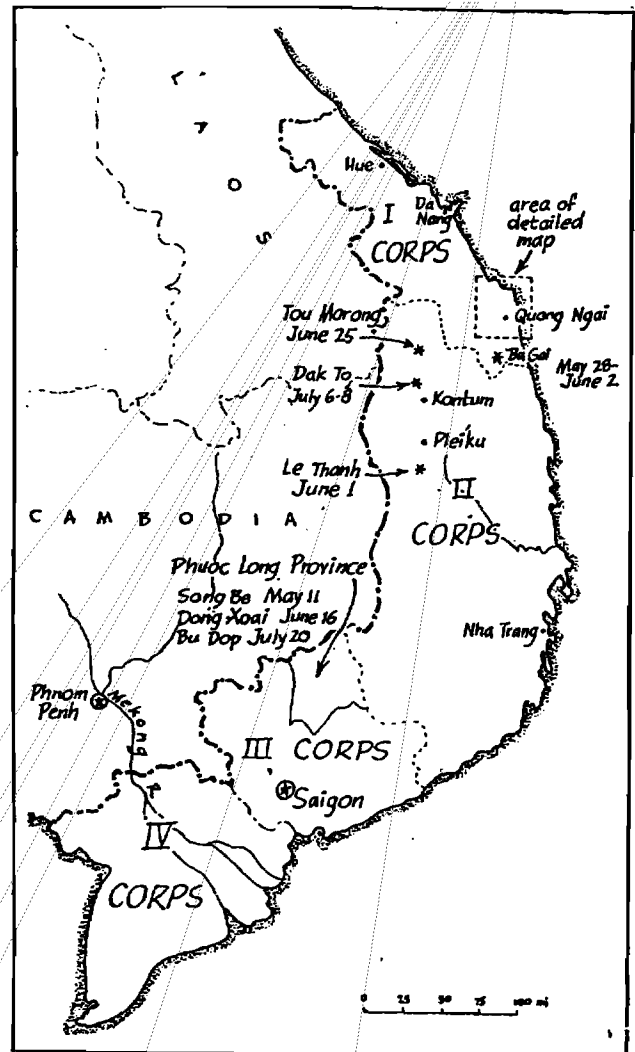 LAOS
Hue
Da
Nang
I
CORPS
area of
detailed
map
Quang Ngai
Tou Morong
June 25
Ba Gai
May 28-
June 2
Dak To
July 6-8
Kontum
Pleiku
Le Thanh
June 1
II
CORPS
CAMBODIA
Phuoc Long Province
Song Be May 11
Dong Xoai June 16
Bu Dop July 20
Nha Trang
Phnom
Penh
Mekong
R
III CORPS
Saigon
IV
CORPS
0 25 50 75 100 mi